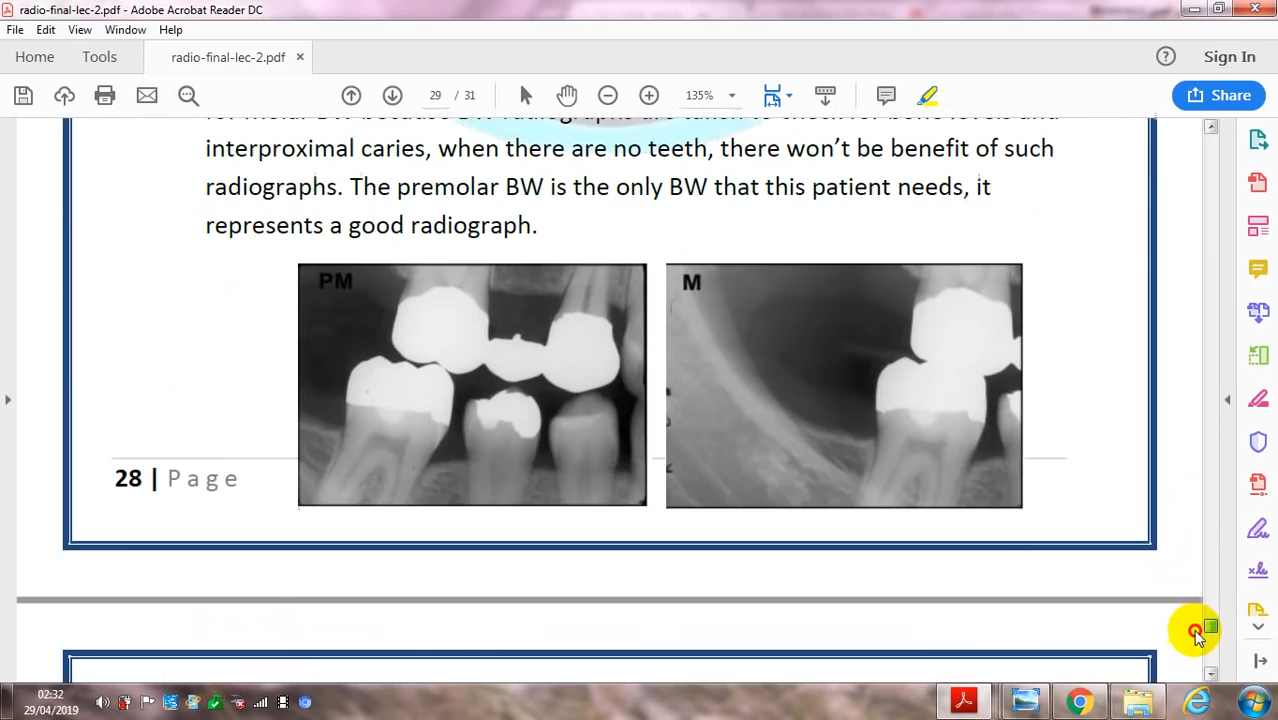 radio-final-lec-2.pdf - Adobe Acrobat Reader DC
File Edit View Window Help
Home Tools radio-final-lec-2.pdf × ? Sign In
29 / 31 135% Share
interproximal caries, when there are no teeth, there won’t be benefit of such
radiographs. The premolar BW is the only BW that this patient needs, it
represents a good radiograph.
PM M
28 | Page
02:32
29/04/2019